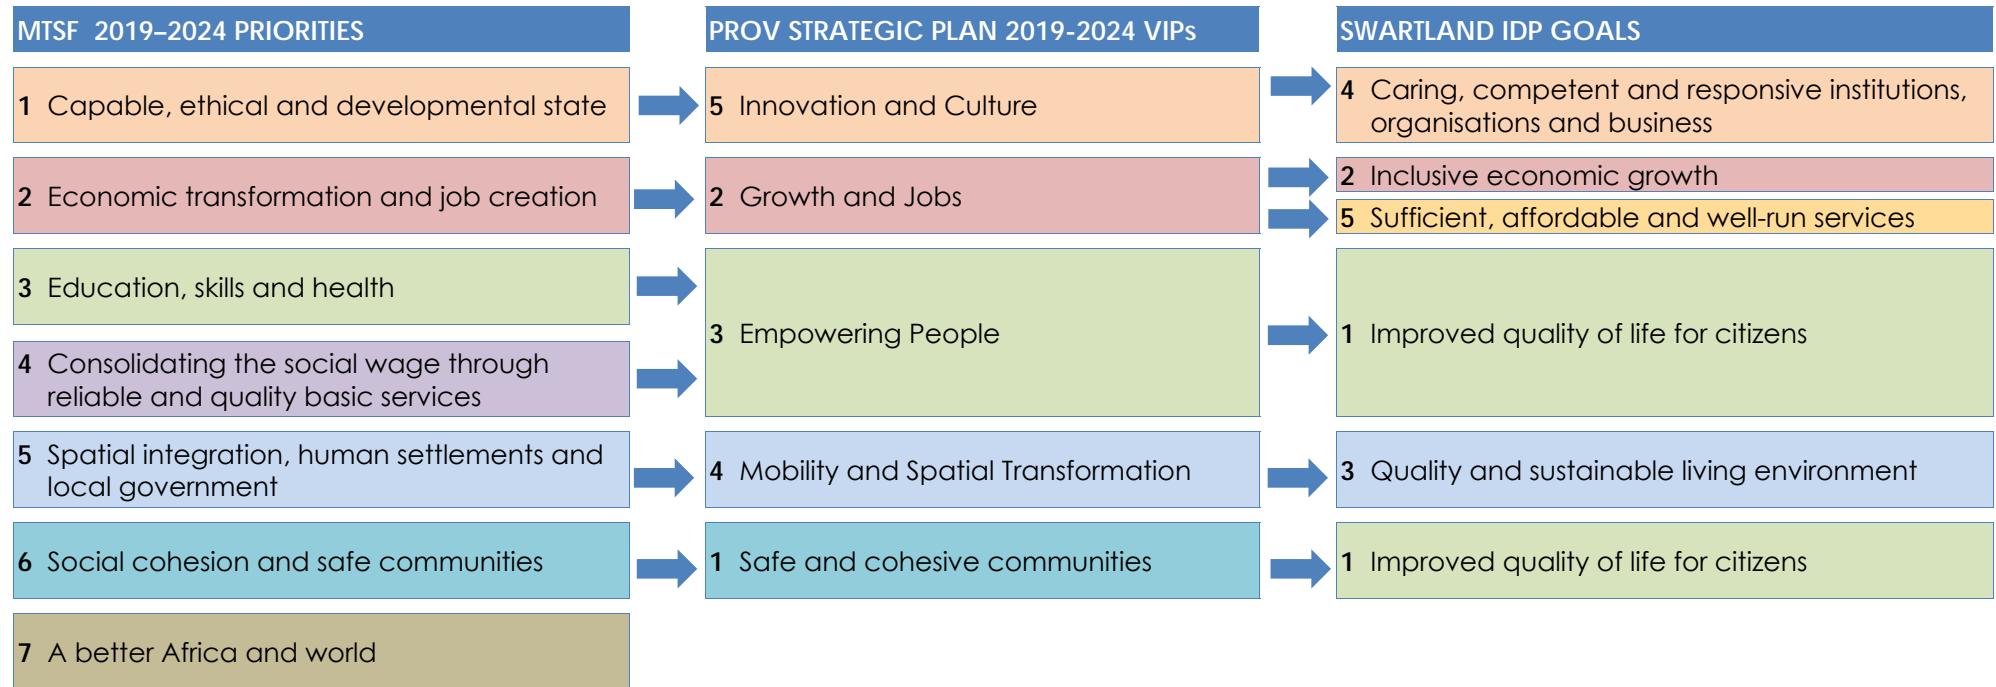 MTSF 2019–2024 PRIORITIES
PROV STRATEGIC PLAN 2019-2024 VIPs
SWARTLAND IDP GOALS
1 Capable, ethical and developmental state
5 Innovation and Culture
4 Caring, competent and responsive institutions,
organisations and business
2 Economic transformation and job creation
2 Growth and Jobs
2 Inclusive economic growth
5 Sufficient, affordable and well-run services
3 Education, skills and health
4 Consolidating the social wage through
reliable and quality basic services
3 Empowering People
1 Improved quality of life for citizens
5 Spatial integration, human settlements and
local government
4 Mobility and Spatial Transformation
3 Quality and sustainable living environment
6 Social cohesion and safe communities
1 Safe and cohesive communities
1 Improved quality of life for citizens
7 A better Africa and world